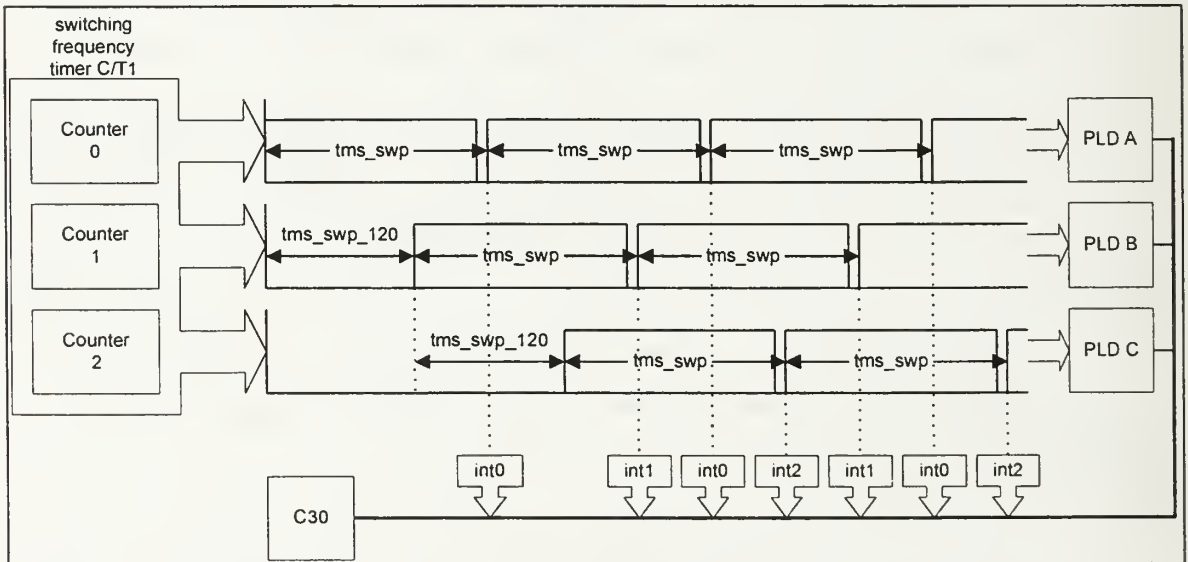 switching
frequency
timer C/T1
Counter
0
tms_swp
tms_swp
tms_swp
PLD A
Counter
1
tms_swp_120
tms_swp
tms_swp
PLD B
Counter
2
tms_swp_120
tms_swp
tms_swp
PLD C
int0
int1
int0
int2
int1
int0
int2
C30